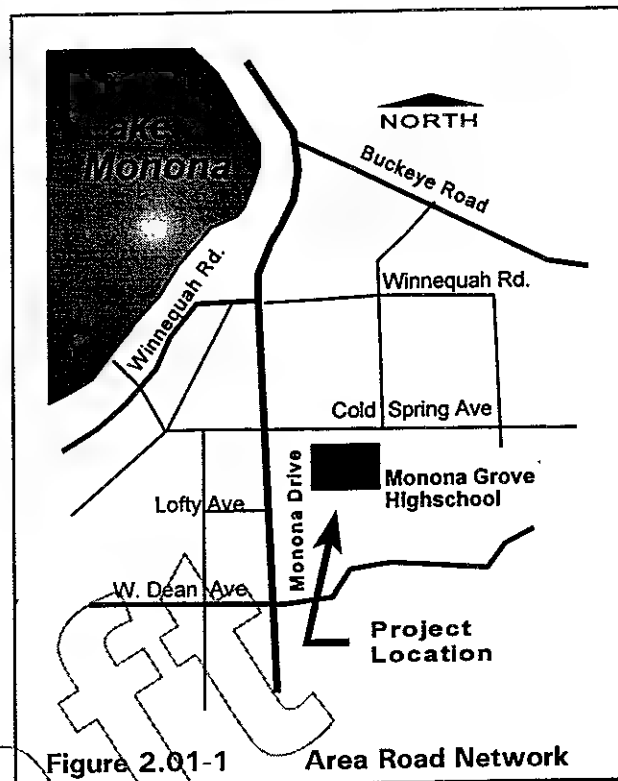 Lake
Monona
NORTH
Buckeye Road
Winnequah Rd.
Winnequah Rd.
Cold Spring Ave
Monona Drive
Monona Grove
Highschool
Lofty Ave
W. Dean Ave
Project
Location
Figure 2.01-1 Area Road Network